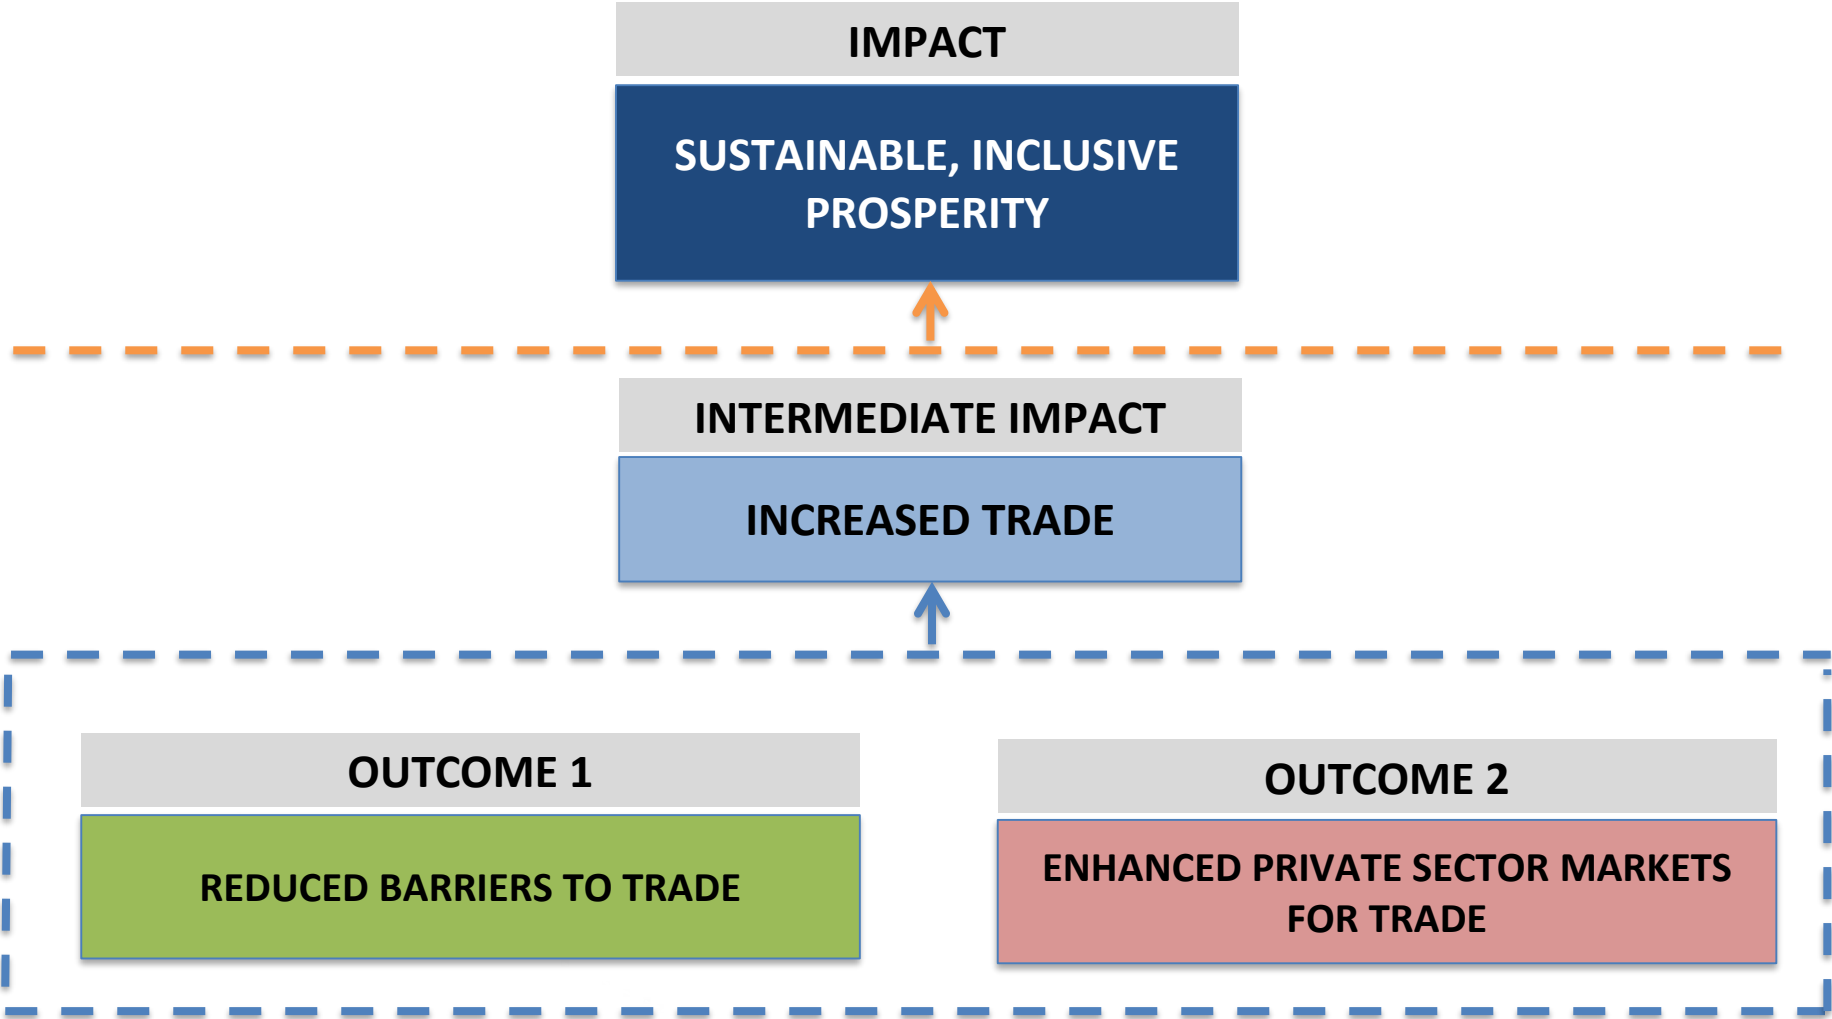 IMPACT
SUSTAINABLE, INCLUSIVE
PROSPERITY
INTERMEDIATE IMPACT
INCREASED TRADE
OUTCOME 1
REDUCED BARRIERS TO TRADE
OUTCOME 2
ENHANCED PRIVATE SECTOR MARKETS
FOR TRADE